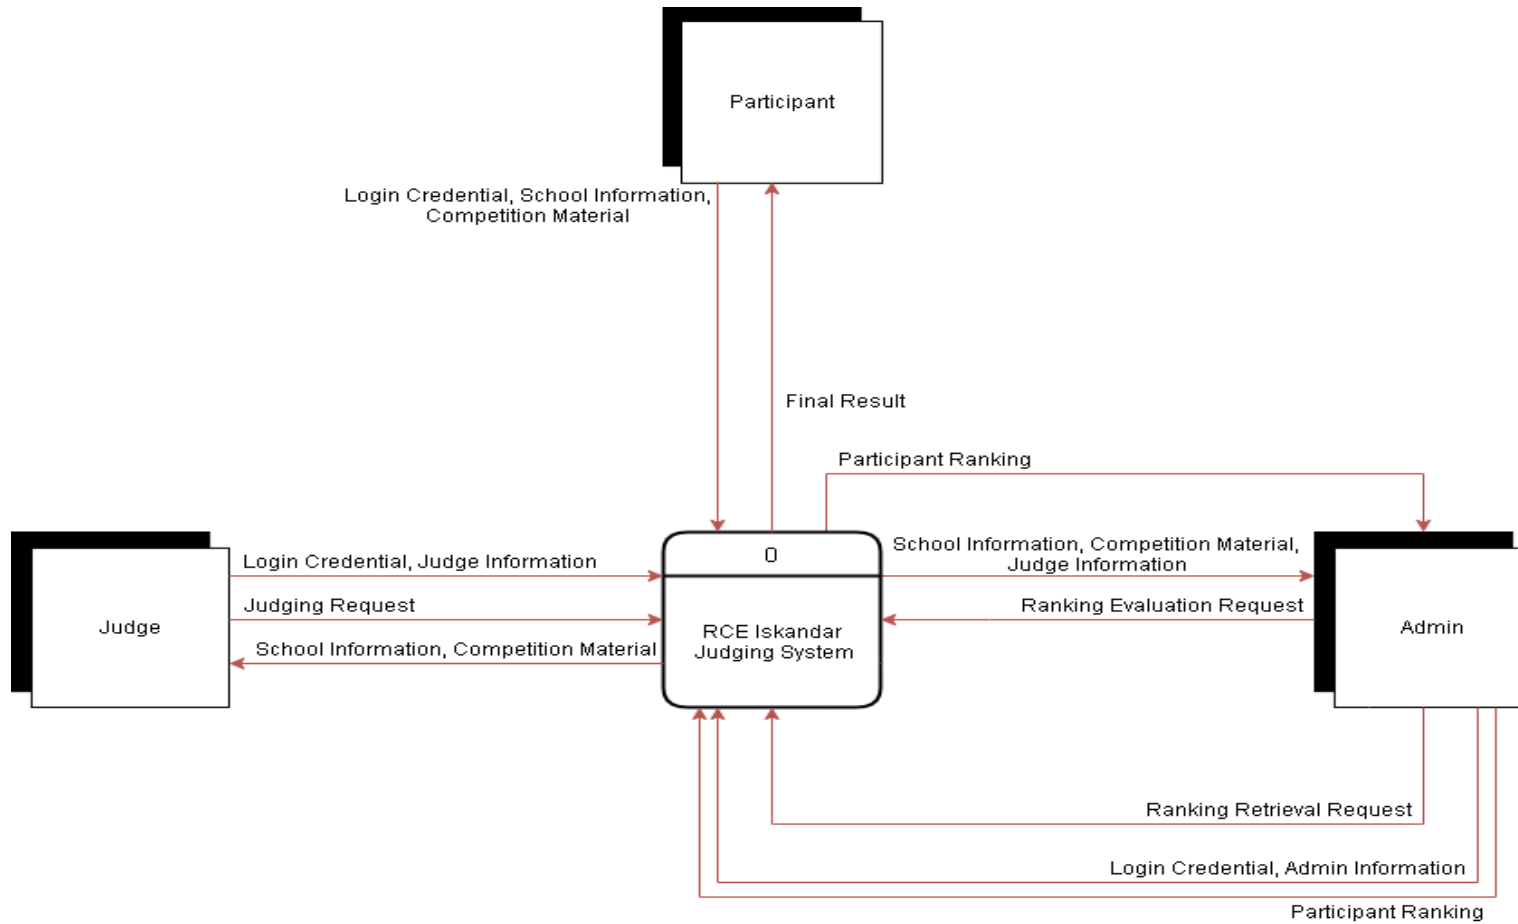 Participant
Login Credential, School Information,
Competition Material
Final Result
Participant Ranking
Login Credential, Judge Information
Judging Request
School Information, Competition Material
Judge
0
RCE Iskandar
Judging System
School Information, Competition Material,
Judge Information
Ranking Evaluation Request
Admin
Ranking Retrieval Request
Login Credential, Admin Information
Participant Ranking